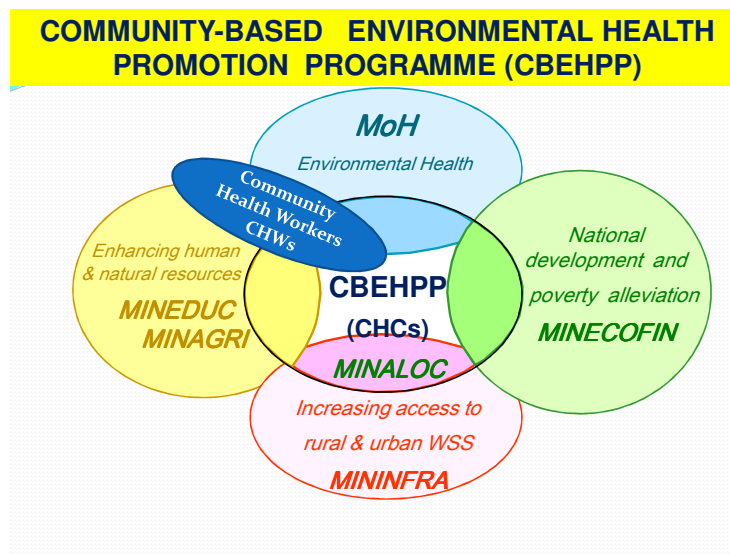 COMMUNITY-BASED ENVIRONMENTAL HEALTH
PROMOTION PROGRAMME (CBEHPP)
MoH
Environmental Health
Community
Health Workers
CHWs
Enhancing human
& natural resources
MINEDUC
MINAGRI
CBEHPP
(CHCs)
MINALOC
National
development and
poverty alleviation
MINECOFIN
Increasing access to
rural & urban WSS
MININFRA